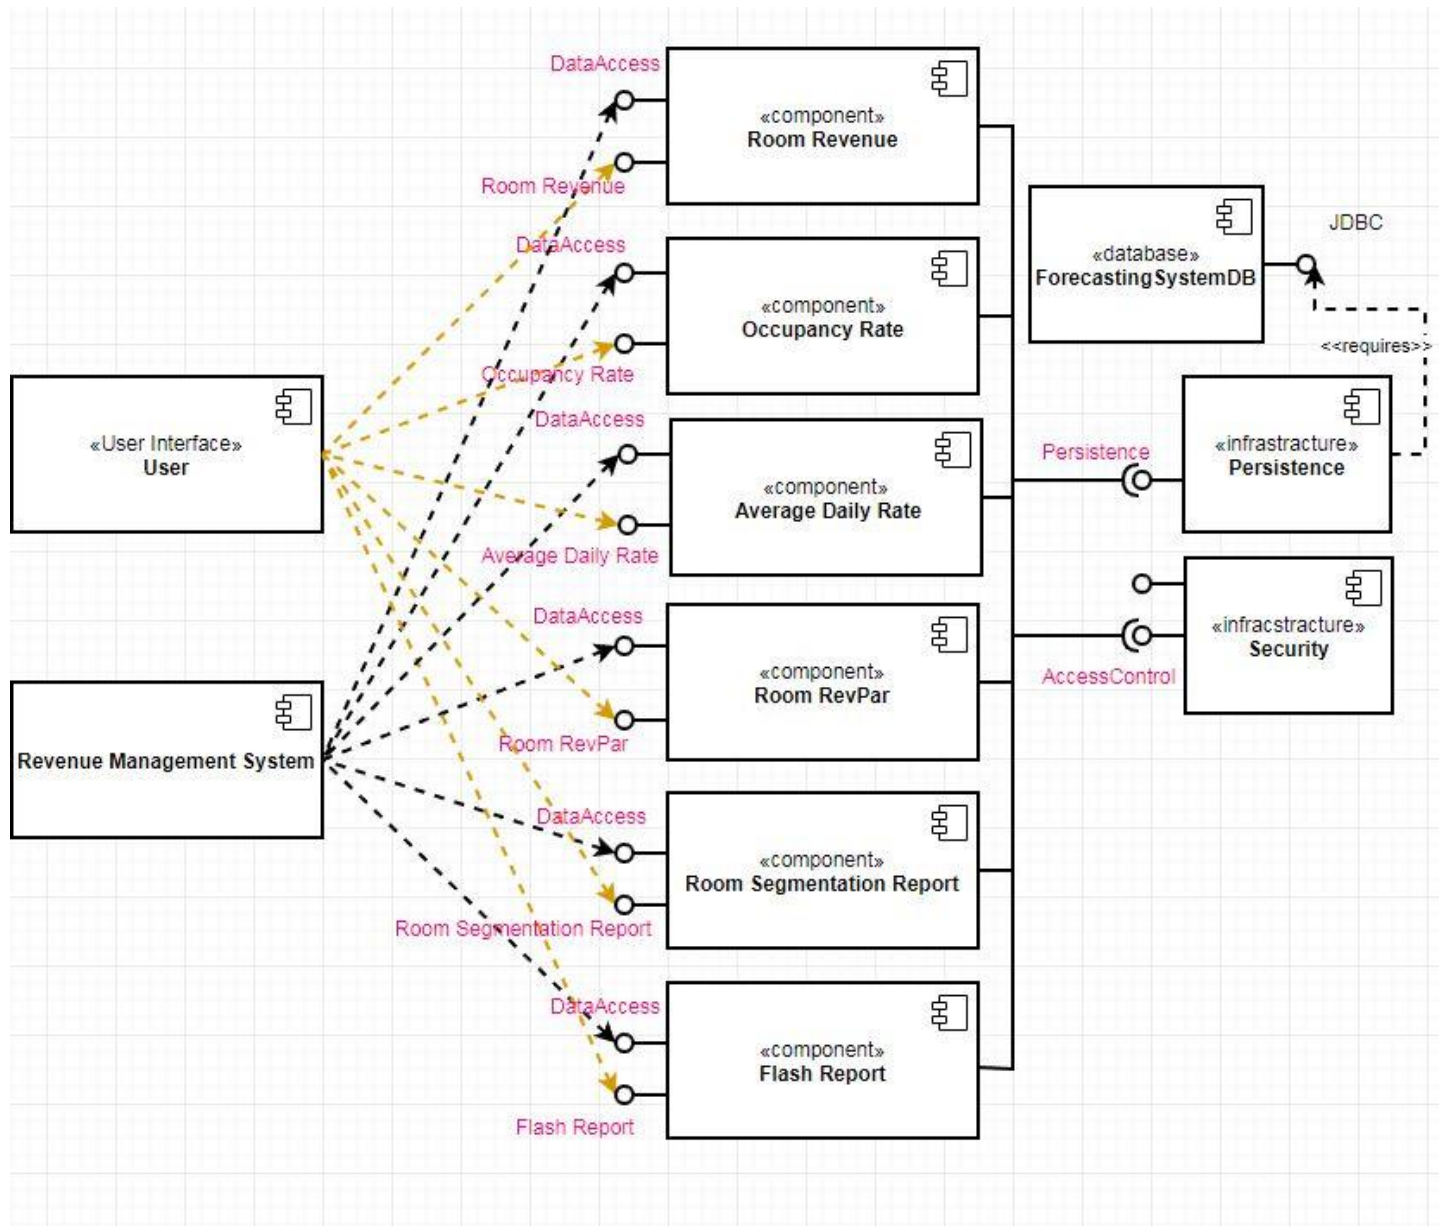 DataAccess
«component»
Room Revenue
Room Revenue
DataAccess
«component»
Occupancy Rate
Occupancy Rate
«database»
ForecastingSystemDB
JDBC
<<requires>>
«User Interface»
User
DataAccess
«component»
Average Daily Rate
Average Daily Rate
Persistence
«infrastracture»
Persistence
DataAccess
«component»
Room RevPar
Room RevPar
«infracstracture»
Security
AccessControl
Revenue Management System
DataAccess
«component»
Room Segmentation Report
Room Segmentation Report
DataAccess
«component»
Flash Report
Flash Report